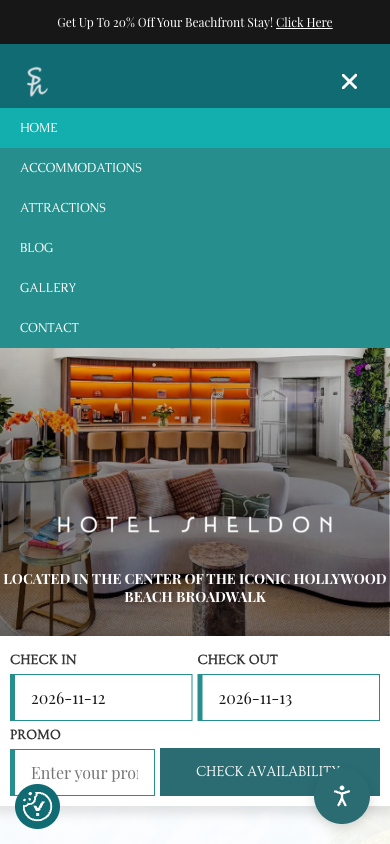 Get Up To 20% Off Your Beachfront Stay! Click Here
Sh
HOME
ACCOMMODATIONS
ATTRACTIONS
BLOG
GALLERY
CONTACT
HOTEL SHELDON
LOCATED IN THE CENTER OF THE ICONIC HOLLYWOOD
BEACH BROADWALK
CHECK IN
CHECK OUT
2026-11-12
2026-11-13
PROMO
Enter your pro
CHECK AVAILABILITY